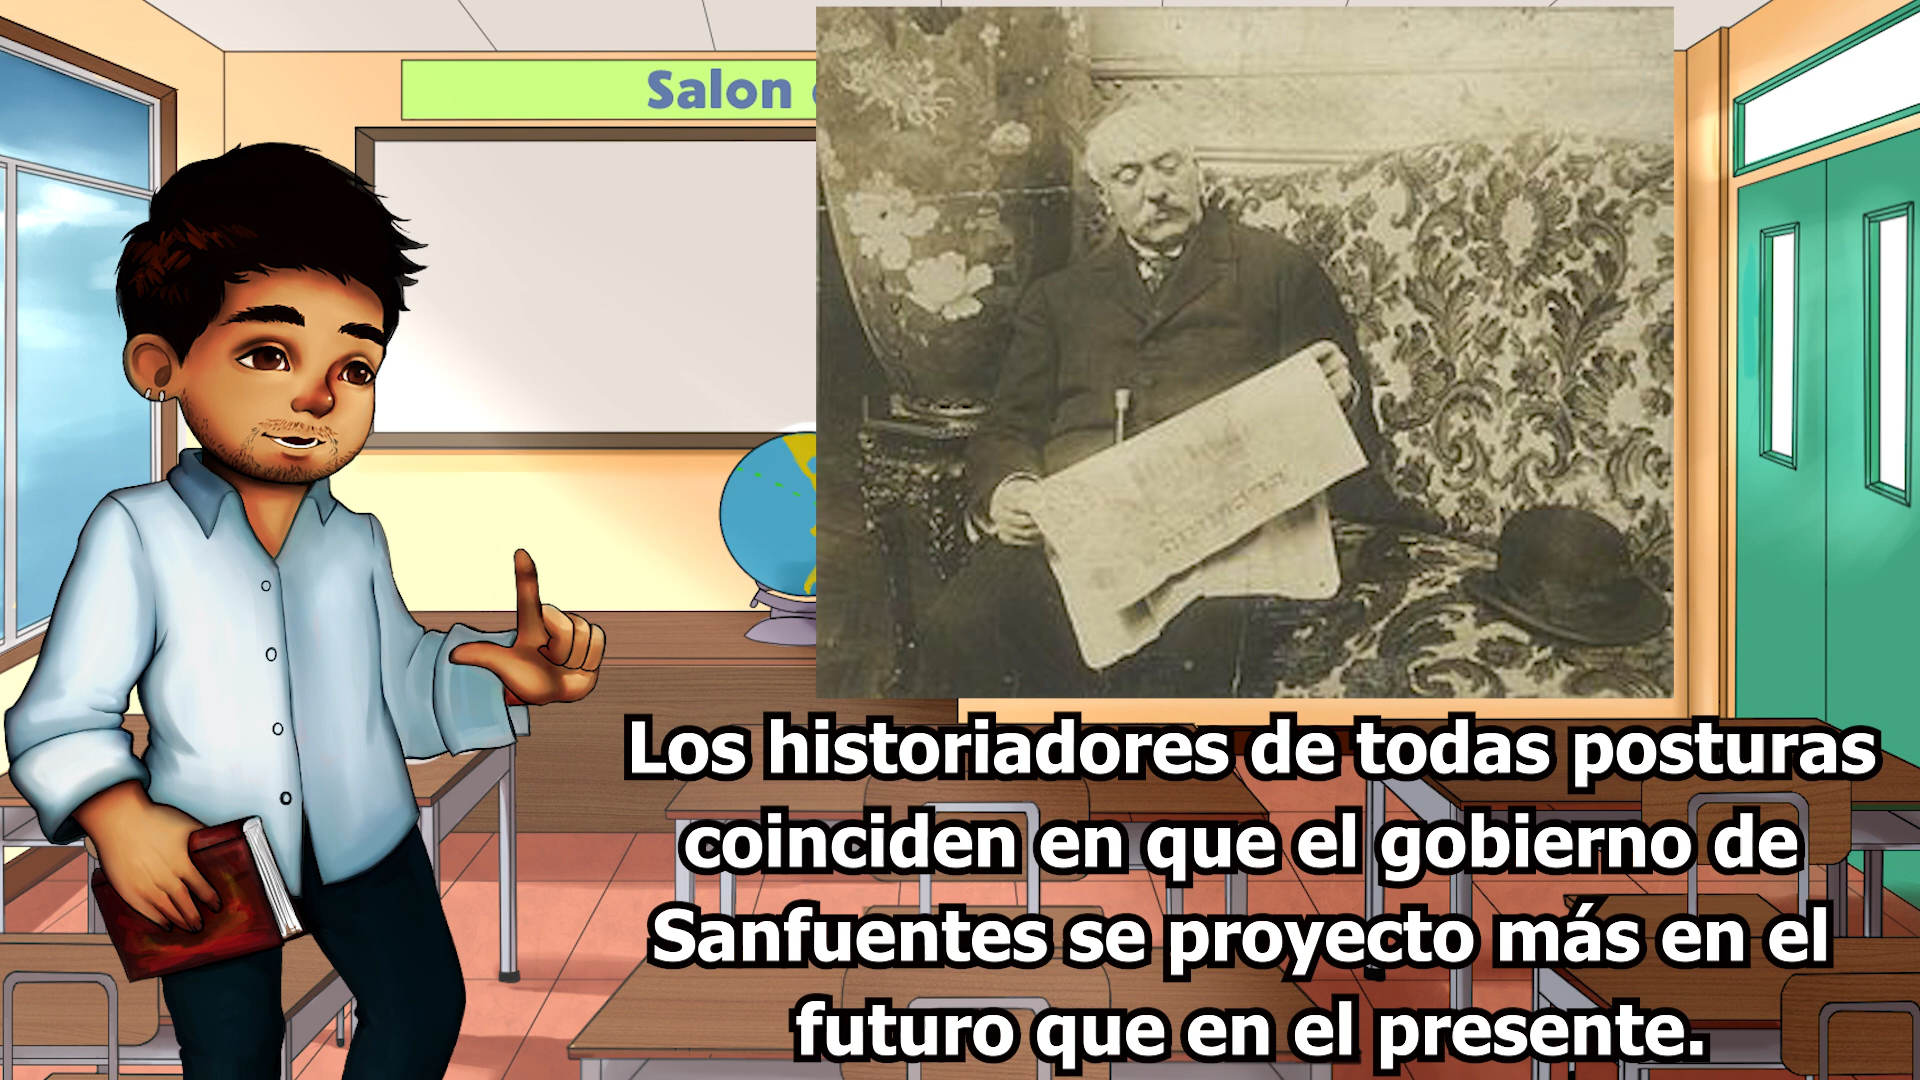 Salon
Los historiadores de todas posturas
coinciden en que el gobierno de
Sanfuentes se proyecto más en el
futuro que en el presente.